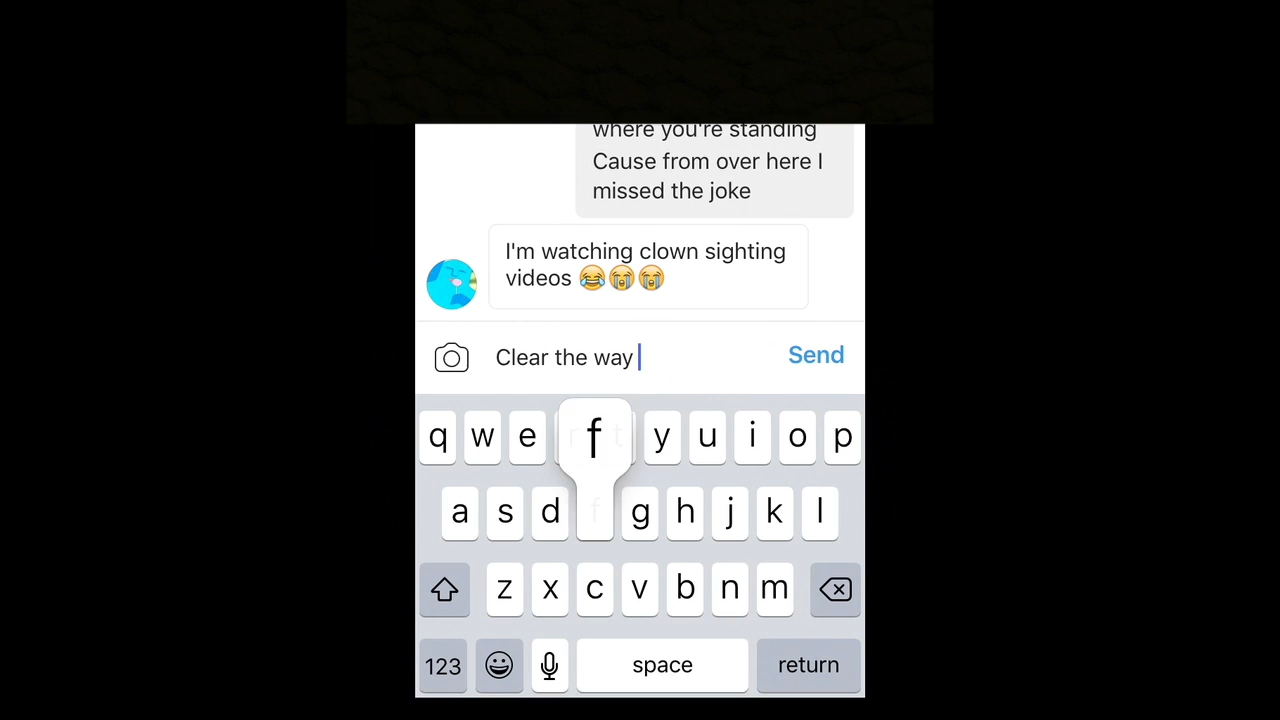 where you're standing
Cause from over here I
missed the joke
I'm watching clown sighting
videos 😂😭😭
Clear the way
Send
q w e f y u i o p
a s d g h j k l
z x c v b n m
123 space return